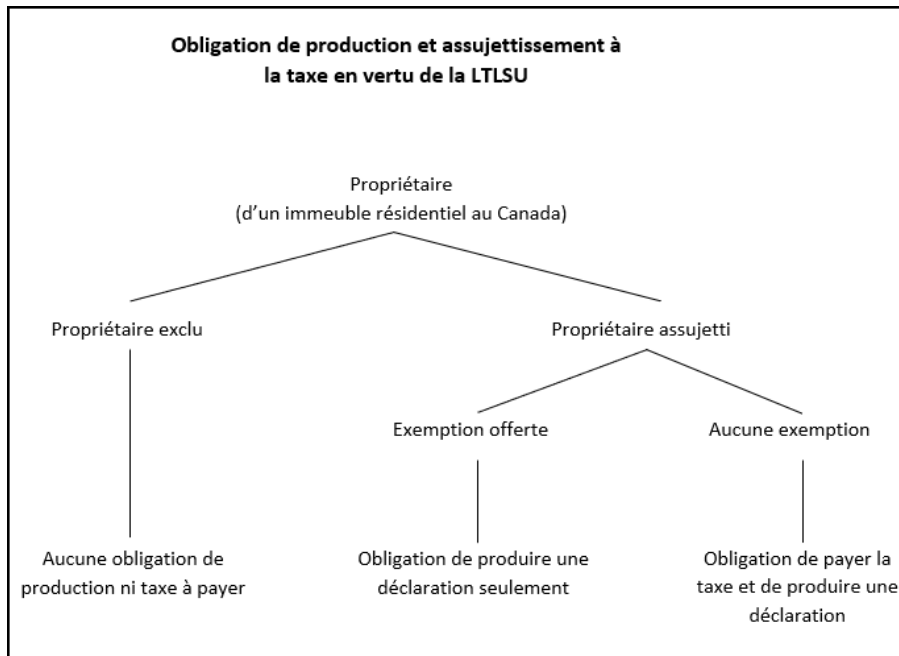 Obligation de production et assujettissement à
la taxe en vertu de la LTLSU
Propriétaire
(d’un immeuble résidentiel au Canada)
Propriétaire exclu
Propriétaire assujetti
Exemption offerte
Aucune exemption
Aucune obligation de
production ni taxe à payer
Obligation de produire une
déclaration seulement
Obligation de payer la
taxe et de produire une
déclaration